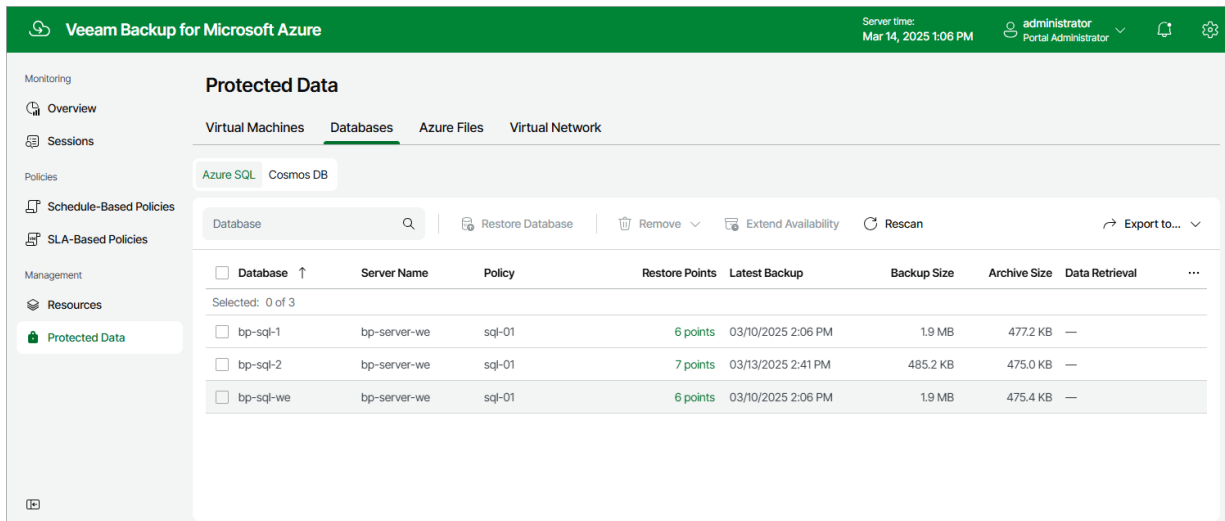 Veeam Backup for Microsoft Azure
Server time:
Mar 14, 2025 1:06 PM
administrator
Portal Administrator
Monitoring
Overview
Sessions
Policies
Schedule-Based Policies
SLA-Based Policies
Management
Resources
Protected Data
Protected Data
Virtual Machines Databases Azure Files Virtual Network
Azure SQL Cosmos DB
Database Restore Database Remove Extend Availability Rescan Export to...
Database ↑ Server Name Policy Restore Points Latest Backup Backup Size Archive Size Data Retrieval ...
Selected: 0 of 3
bp-sql-1 bp-server-we sql-01 6 points 03/10/2025 2:06 PM 1.9 MB 477.2 KB —
bp-sql-2 bp-server-we sql-01 7 points 03/13/2025 2:41 PM 485.2 KB 475.0 KB —
bp-sql-we bp-server-we sql-01 6 points 03/10/2025 2:06 PM 1.9 MB 475.4 KB —